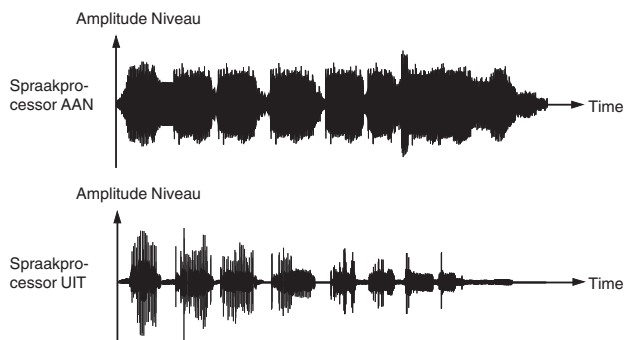 Amplitude Niveau
Spraakpro-
cessor AAN
Time
Amplitude Niveau
Spraakpro-
cessor UIT
Time